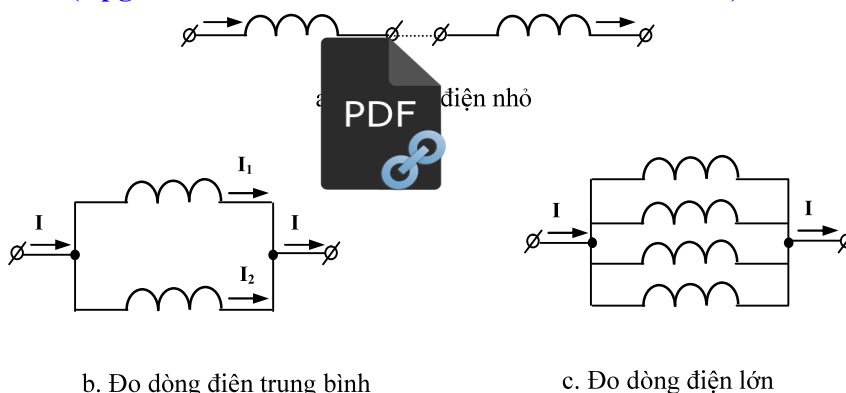 điện nhỏ
PDF
I₁
I
I
I
I
I₂
b. Đo dòng điện trung bình
c. Đo dòng điện lớn